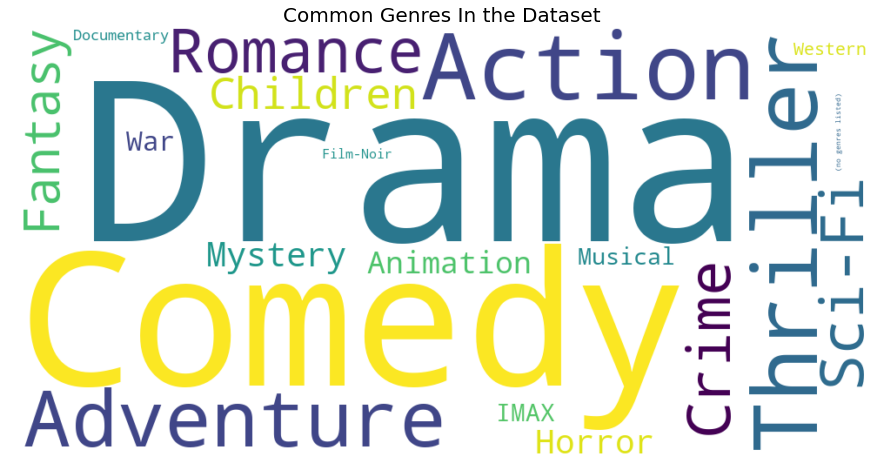 Common Genres In the Dataset
Documentary
Romance
Action
Western
Fantasy
Children
Thriller
(no genres listed)
Drama
War
Film-Noir
Sci-Fi
Mystery
Animation
Musical
Comedy
Crime
Adventure
IMAX
Horror